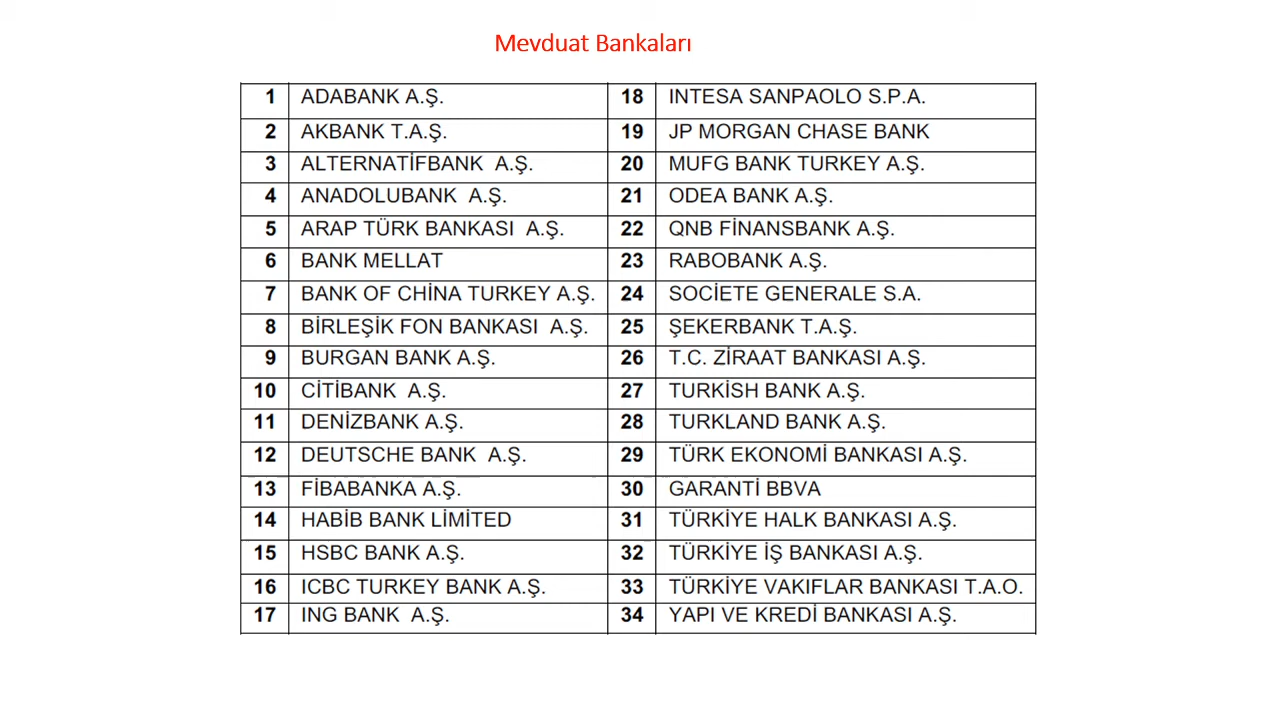 Mevduat Bankaları
1 ADABANK A.Ş. 18 INTESA SANPAOLO S.P.A.
2 AKBANK T.A.Ş. 19 JP MORGAN CHASE BANK
3 ALTERNATİFBANK A.Ş. 20 MUFG BANK TURKEY A.Ş.
4 ANADOLUBANK A.Ş. 21 ODEA BANK A.Ş.
5 ARAP TÜRK BANKASI A.Ş. 22 QNB FİNANSBANK A.Ş.
6 BANK MELLAT 23 RABOBANK A.Ş.
7 BANK OF CHİNA TURKEY A.Ş. 24 SOCİETE GENERALE S.A.
8 BİRLEŞİK FON BANKASI A.Ş. 25 ŞEKERBANK T.A.Ş.
9 BURGAN BANK A.Ş. 26 T.C. ZİRAAT BANKASI A.Ş.
10 CİTİBANK A.Ş. 27 TURKİSH BANK A.Ş.
11 DENİZBANK A.Ş. 28 TURKLAND BANK A.Ş.
12 DEUTSCHE BANK A.Ş. 29 TÜRK EKONOMİ BANKASI A.Ş.
13 FİBABANKA A.Ş. 30 GARANTİ BBVA
14 HABİB BANK LİMİTED 31 TÜRKİYE HALK BANKASI A.Ş.
15 HSBC BANK A.Ş. 32 TÜRKİYE İŞ BANKASI A.Ş.
16 ICBC TURKEY BANK A.Ş. 33 TÜRKİYE VAKIFLAR BANKASI T.A.O.
17 ING BANK A.Ş. 34 YAPI VE KREDİ BANKASI A.Ş.